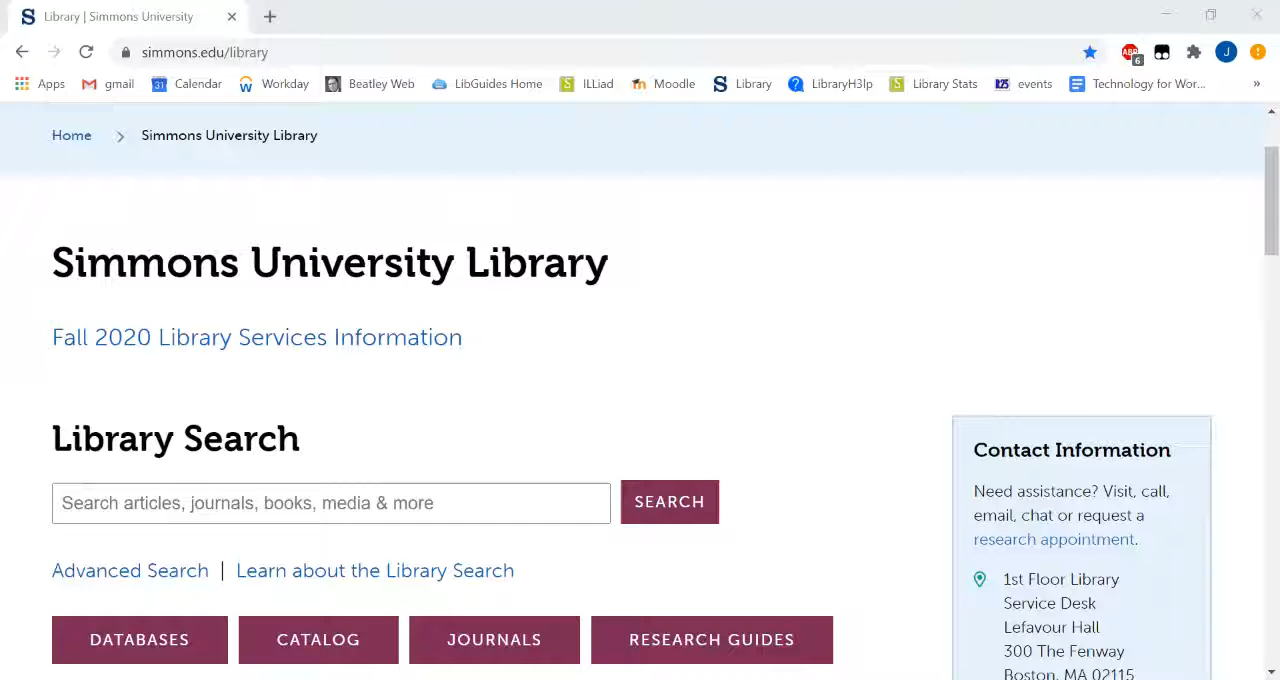 Library | Simmons University
simmons.edu/library
ABP
6
J
Apps
gmail
31
Calendar
Workday
Beatley Web
LibGuides Home
ILLiad
Moodle
Library
LibraryH3lp
Library Stats
events
Technology for Wor...
»
Home
Simmons University Library
Simmons University Library
Fall 2020 Library Services Information
Library Search
Search articles, journals, books, media & more
SEARCH
Advanced Search | Learn about the Library Search
DATABASES
CATALOG
JOURNALS
RESEARCH GUIDES
Contact Information
Need assistance? Visit, call,
email, chat or request a
research appointment.
1st Floor Library
Service Desk
Lefavour Hall
300 The Fenway
Boston, MA 02115